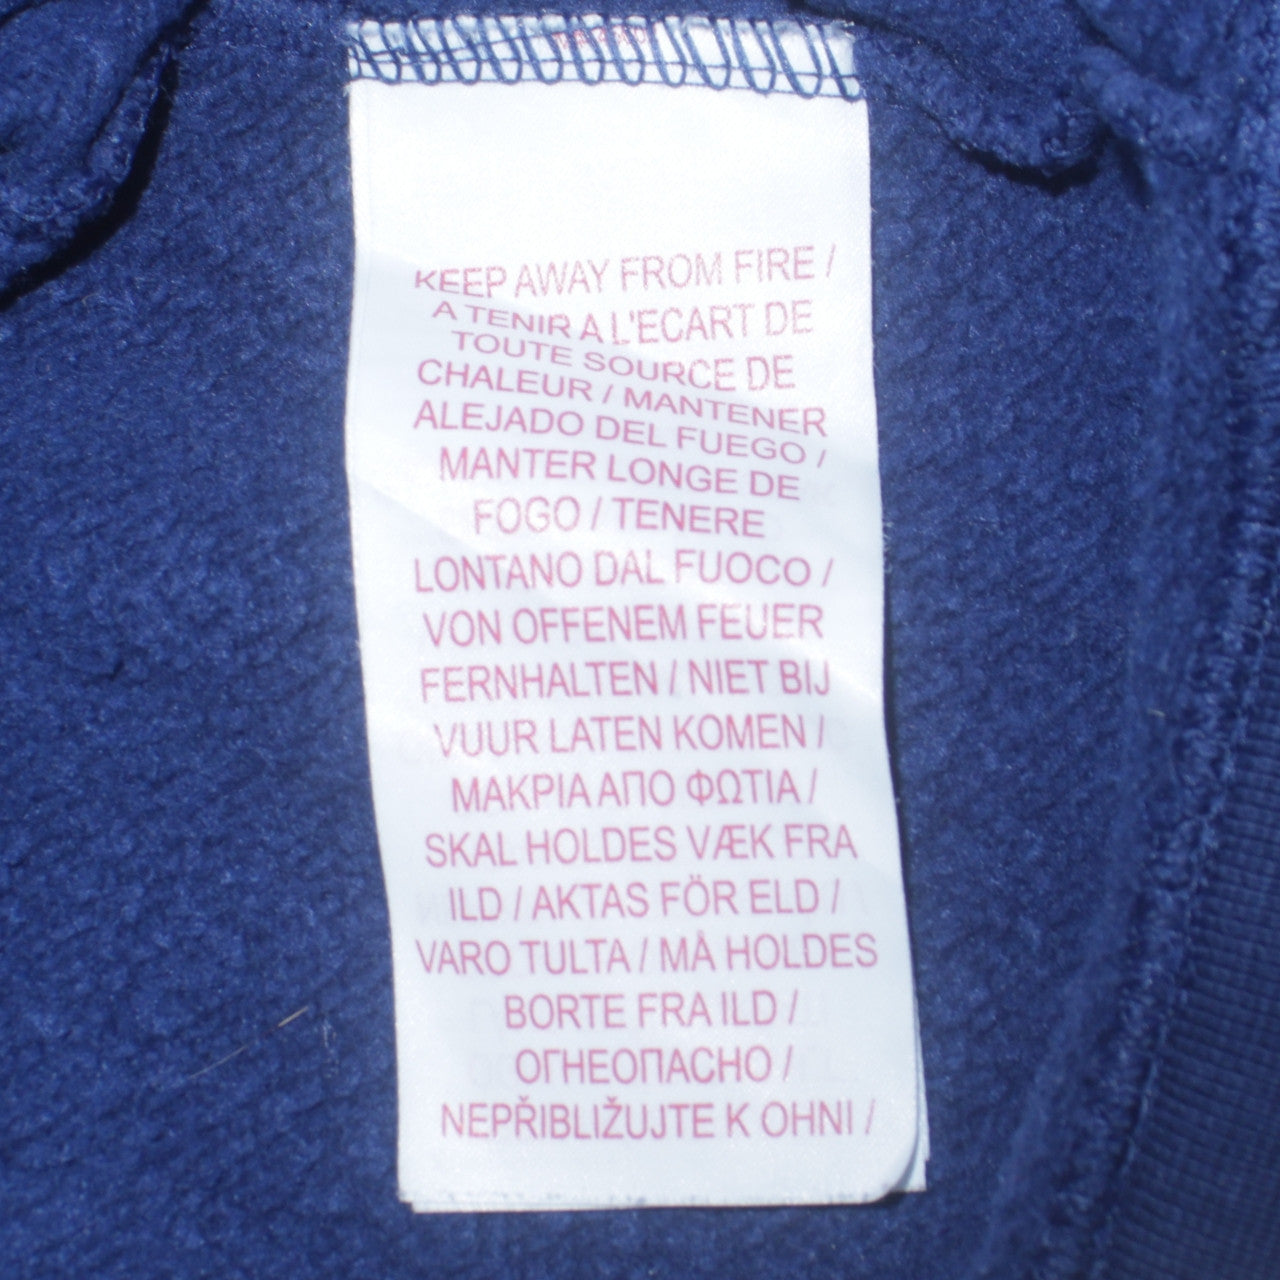 KEEP AWAY FROM FIRE /
A TENIR A L'ECART DE
TOUTE SOURCE DE
CHALEUR / MANTENER
ALEJADO DEL FUEGO /
MANTER LONGE DE
FOGO / TENERE
LONTANO DAL FUOCO /
VON OFFENEM FEUER
FERNHALTEN / NIET BIJ
VUUR LATEN KOMEN /
ΜΑΚΡΙΑ ΑΠΟ ΦΩΤΙΑ /
SKAL HOLDES VÆK FRA
ILD / AKTAS FÖR ELD /
VARO TULTA / MÅ HOLDES
BORTE FRA ILD /
ОГНЕОПАСНО /
NEPŘIBLIŽUJTE K OHNI /